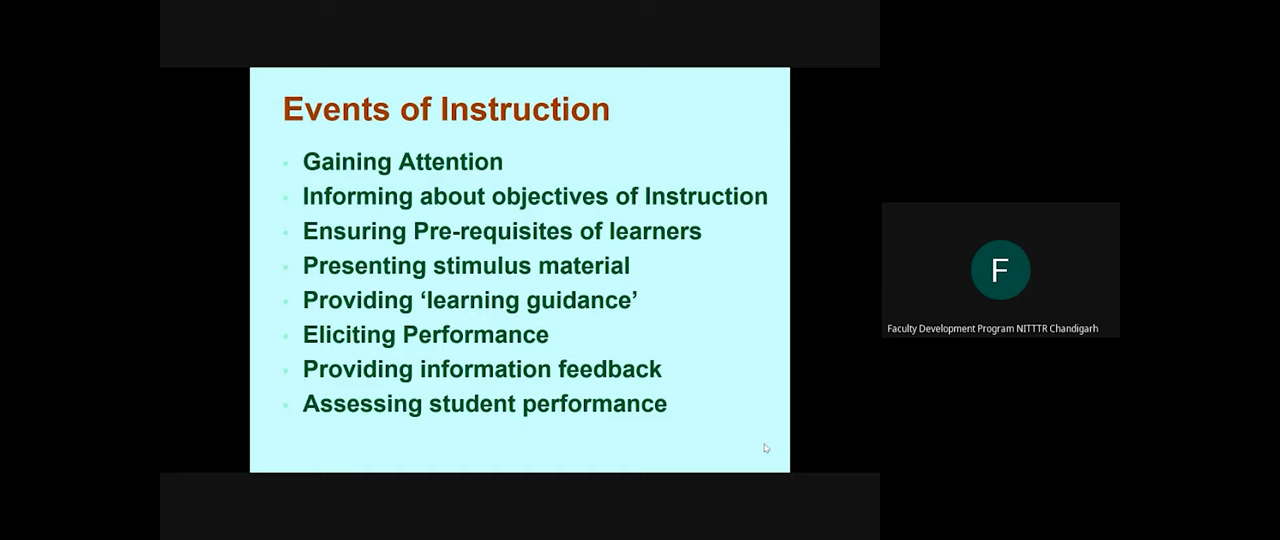 Events of Instruction
Gaining Attention
Informing about objectives of Instruction
Ensuring Pre-requisites of learners
Presenting stimulus material
Providing ‘learning guidance’
Eliciting Performance
Providing information feedback
Assessing student performance
F
Faculty Development Program NITTTR Chandigarh